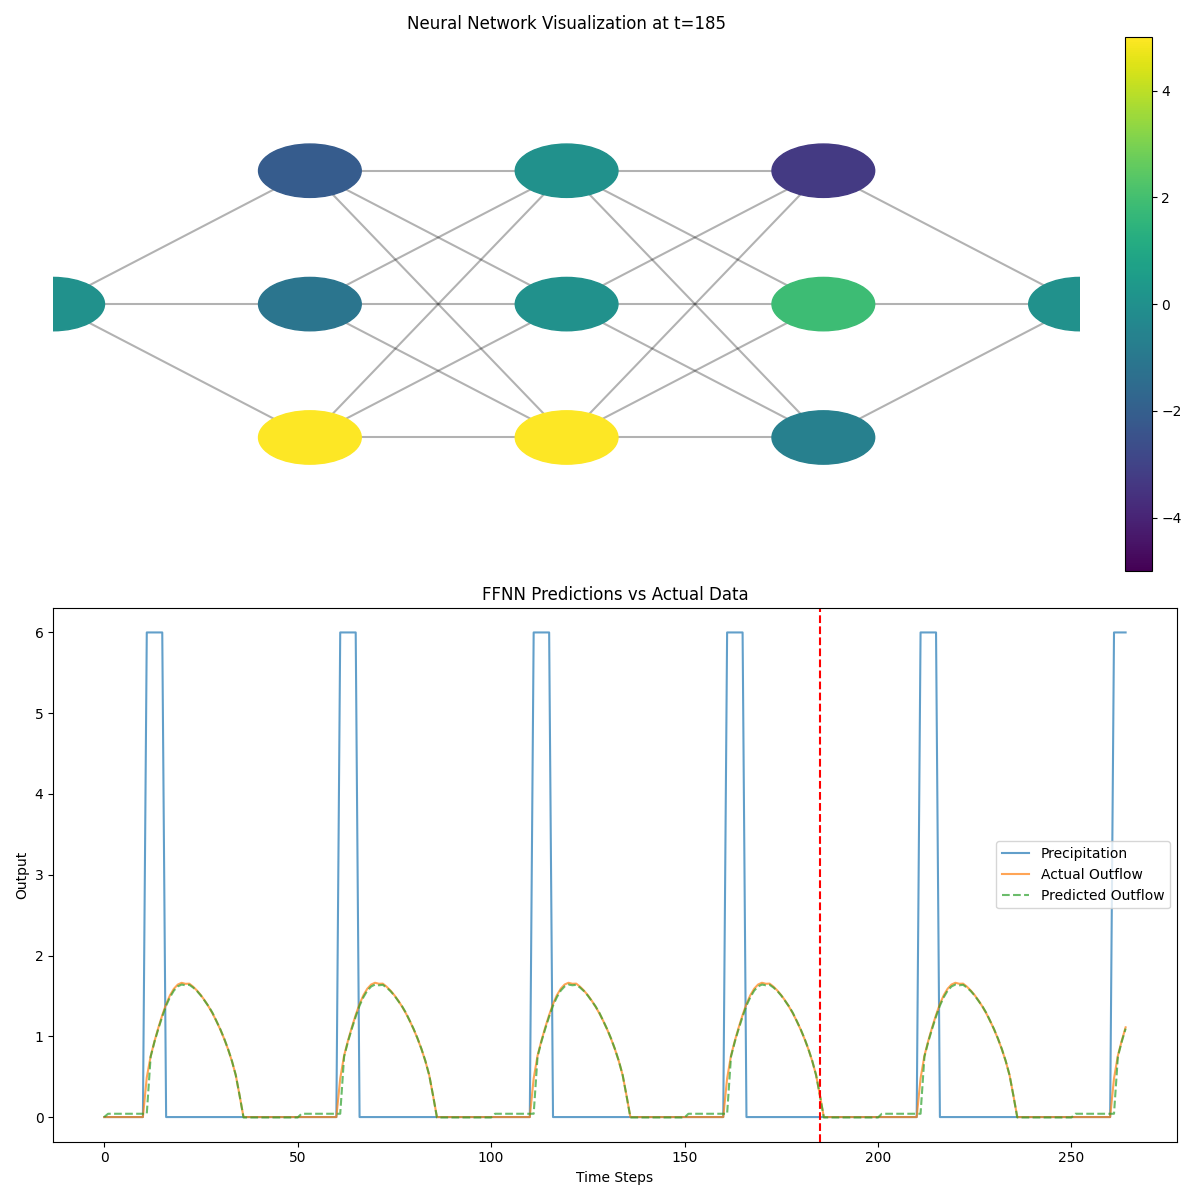 Neural Network Visualization at t=185
4
2
0
−2
−4
FFNN Predictions vs Actual Data
6
5
4
3
2
1
0
Output
Precipitation
Actual Outflow
Predicted Outflow
0 50 100 150 200 250
Time Steps